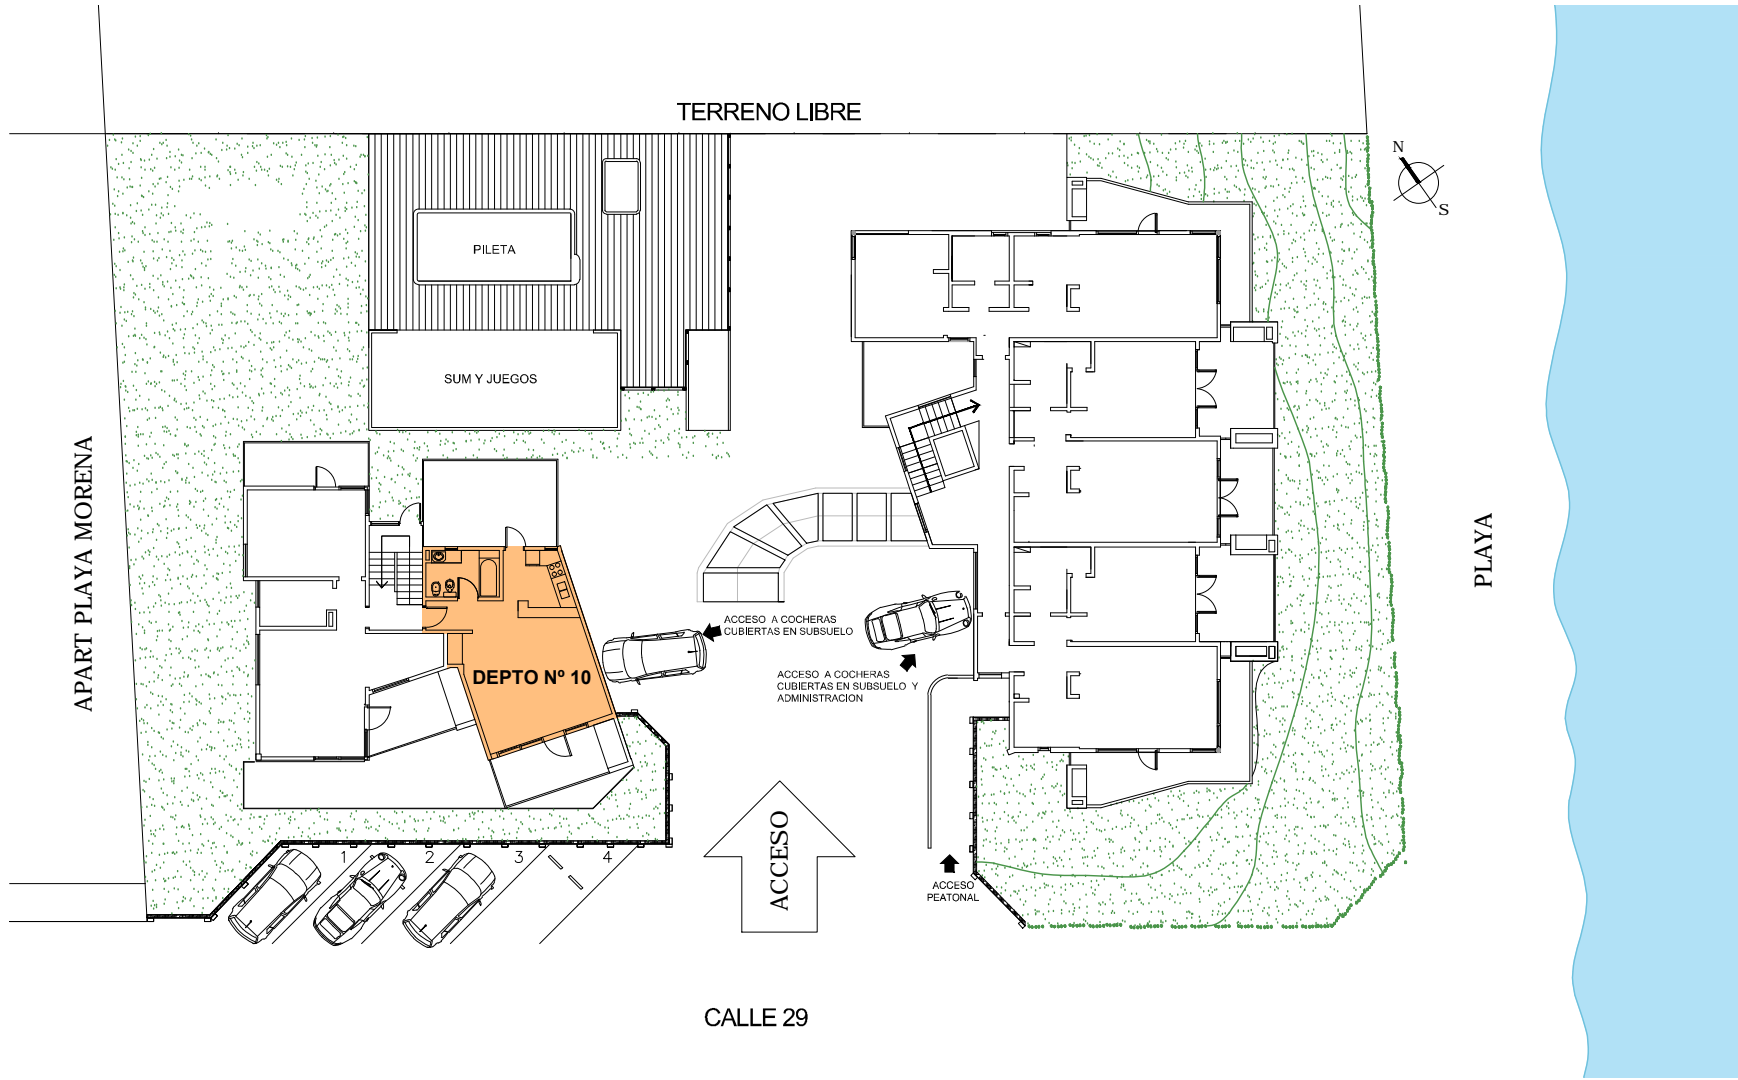 TERRENO LIBRE
N
S
PILETA
SUM Y JUEGOS
APART PLAYA MORENA
PLAYA
ACCESO A COCHERAS
CUBIERTAS EN SUBSUELO
DEPTO Nº 10
ACCESO A COCHERAS
CUBIERTAS EN SUBSUELO Y
ADMINISTRACION
1
2
3
4
ACCESO
ACCESO
PEATONAL
CALLE 29